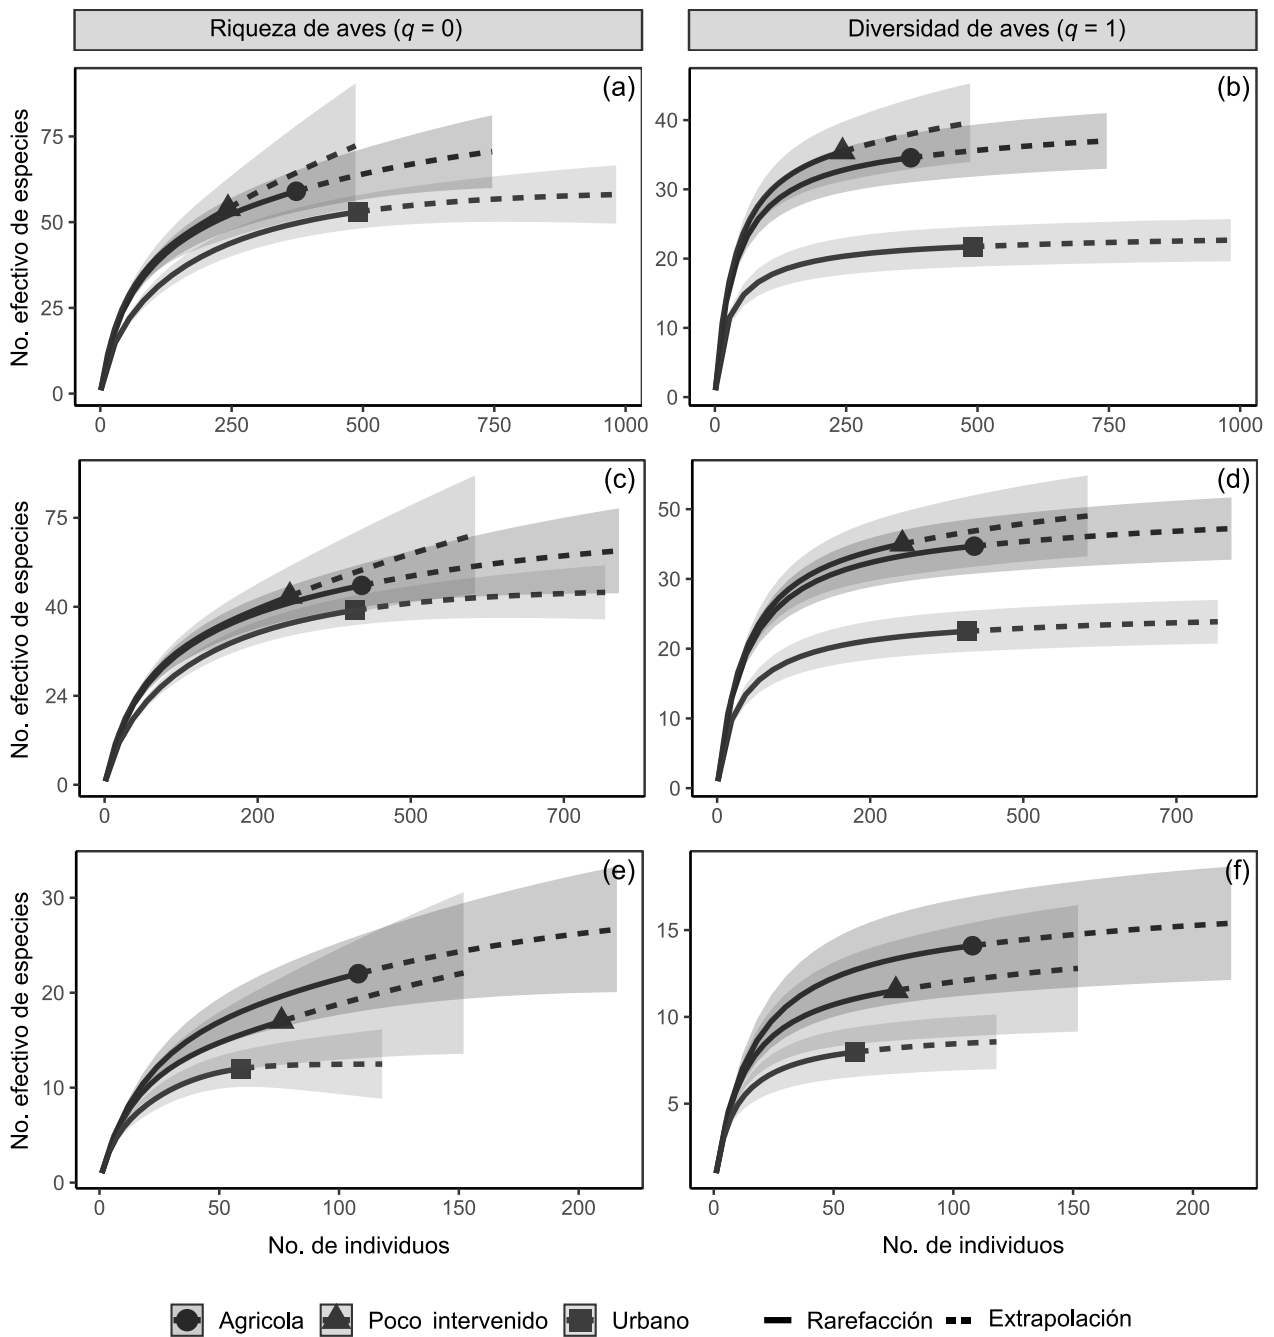 Riqueza de aves (q = 0)
Diversidad de aves (q = 1)
(a)
No. efectivo de especies
75
50
25
0
0 250 500 750 1000
(b)
40
30
20
10
0
0 250 500 750 1000
(c)
No. efectivo de especies
75
40
24
0
0 200 500 700
(d)
50
30
20
10
0
0 200 500 700
(e)
No. efectivo de especies
30
20
10
0
0 50 100 150 200
No. de individuos
(f)
15
10
5
0 50 100 150 200
No. de individuos
Agricola Poco intervenido Urbano Rarefacción Extrapolación